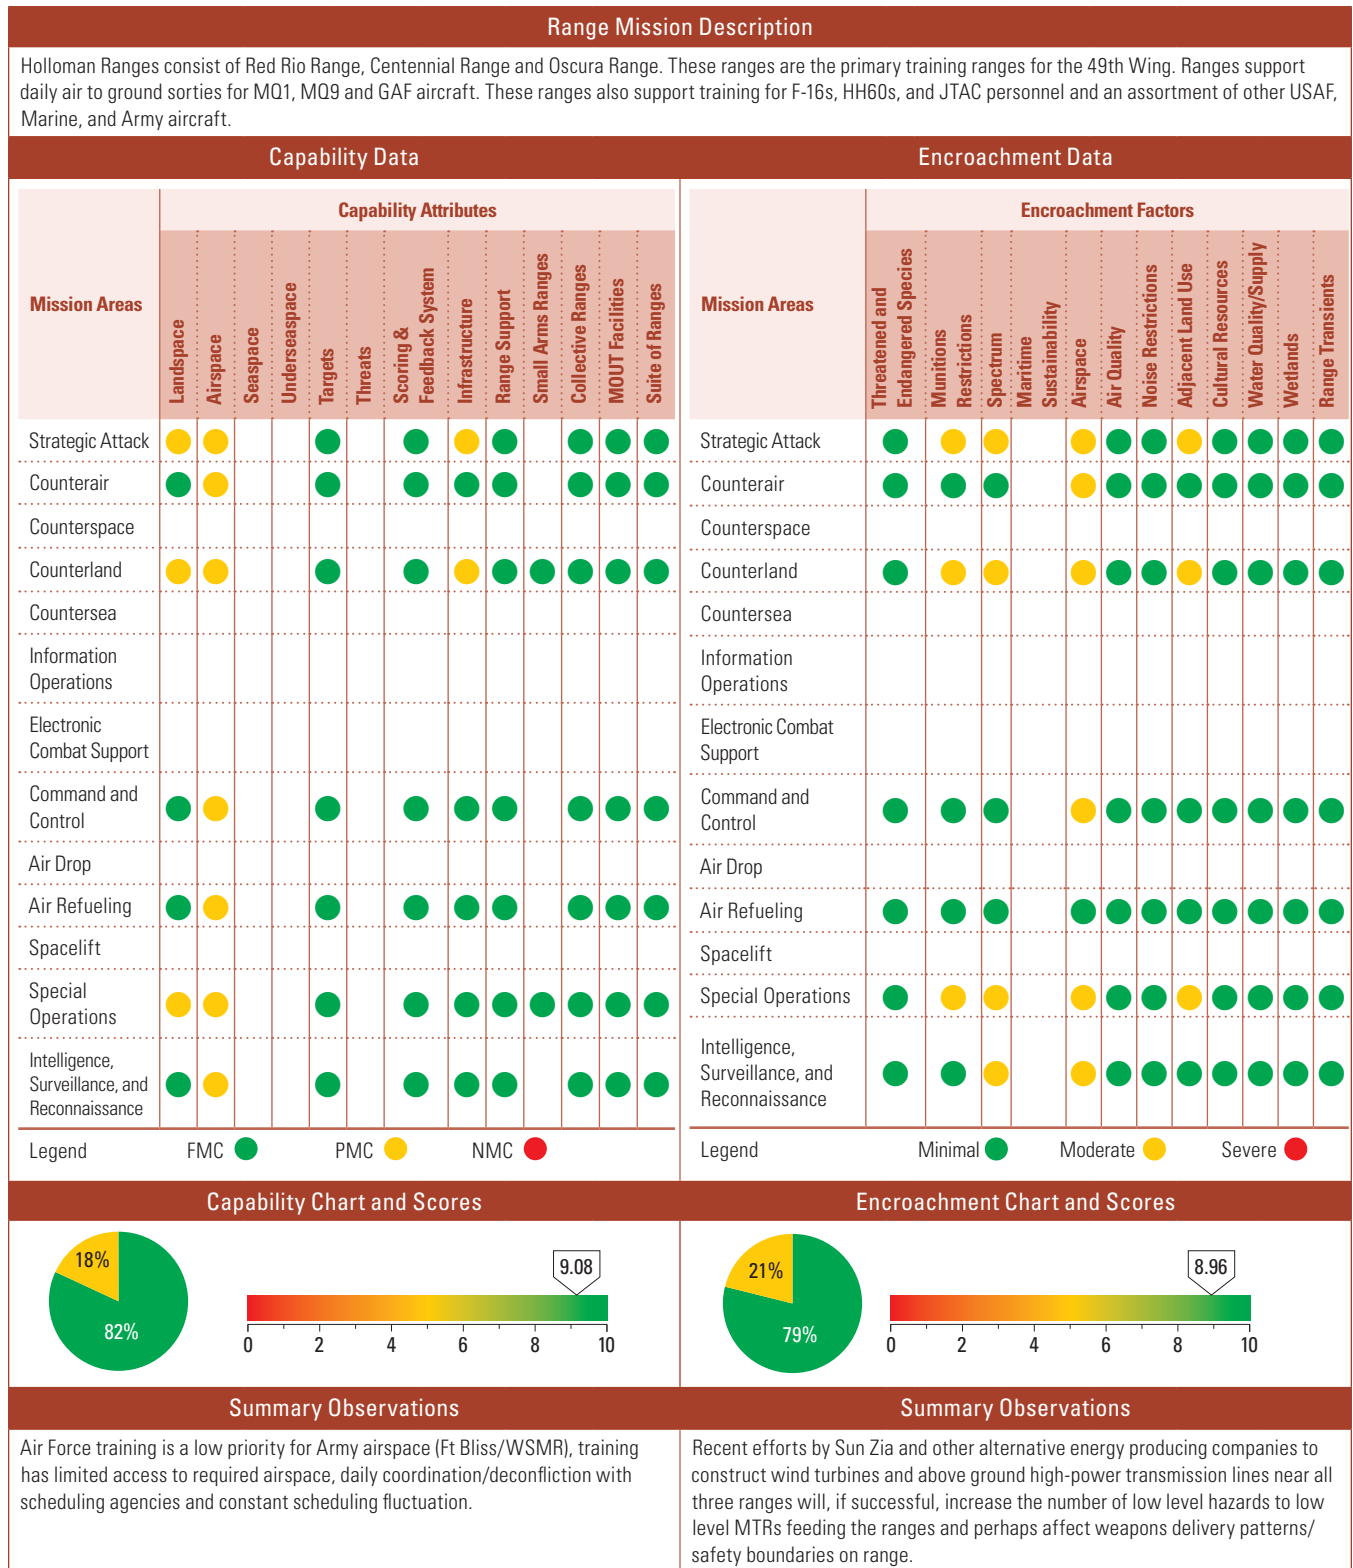 Range Mission Description
Holloman Ranges consist of Red Rio Range, Centennial Range and Oscura Range. These ranges are the primary training ranges for the 49th Wing. Ranges support
daily air to ground sorties for MQ1, MQ9 and GAF aircraft. These ranges also support training for F-16s, HH60s, and JTAC personnel and an assortment of other USAF,
Marine, and Army aircraft.
Capability Data
Mission Areas
Capability Attributes
Landspace
Airspace
Seaspace
Underseaspace
Targets
Threats
Scoring &
Feedback System
Infrastructure
Range Support
Small Arms Ranges
Collective Ranges
MOUT Facilities
Suite of Ranges
Strategic Attack
Counterair
Counterspace
Counterland
Countersea
Information
Operations
Electronic
Combat Support
Command and
Control
Air Drop
Air Refueling
Spacelift
Special
Operations
Intelligence,
Surveillance, and
Reconnaissance
Legend FMC PMC NMC
Encroachment Data
Mission Areas
Encroachment Factors
Threatened and
Endangered Species
Munitions
Restrictions
Spectrum
Maritime
Sustainability
Airspace
Air Quality
Noise Restrictions
Adjacent Land Use
Cultural Resources
Water Quality/Supply
Wetlands
Range Transients
Strategic Attack
Counterair
Counterspace
Counterland
Countersea
Information
Operations
Electronic Combat
Support
Command and
Control
Air Drop
Air Refueling
Spacelift
Special Operations
Intelligence,
Surveillance, and
Reconnaissance
Legend Minimal Moderate Severe
Capability Chart and Scores
18%
82%
9.08
0 2 4 6 8 10
Encroachment Chart and Scores
21%
79%
8.96
0 2 4 6 8 10
Summary Observations
Air Force training is a low priority for Army airspace (Ft Bliss/WSMR), training
has limited access to required airspace, daily coordination/deconfliction with
scheduling agencies and constant scheduling fluctuation.
Summary Observations
Recent efforts by Sun Zia and other alternative energy producing companies to
construct wind turbines and above ground high-power transmission lines near all
three ranges will, if successful, increase the number of low level hazards to low
level MTRs feeding the ranges and perhaps affect weapons delivery patterns/
safety boundaries on range.